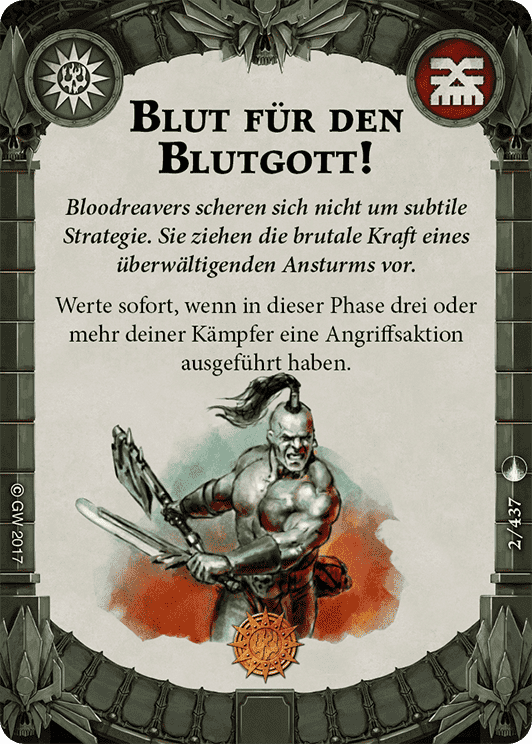 Blut für den
Blutgott!
Bloodreavers scheren sich nicht um subtile
Strategie. Sie ziehen die brutale Kraft eines
überwältigenden Ansturms vor.
Werte sofort, wenn in dieser Phase drei oder
mehr deiner Kämpfer eine Angriffsaktion
ausgeführt haben.
© GW 2017
2/437